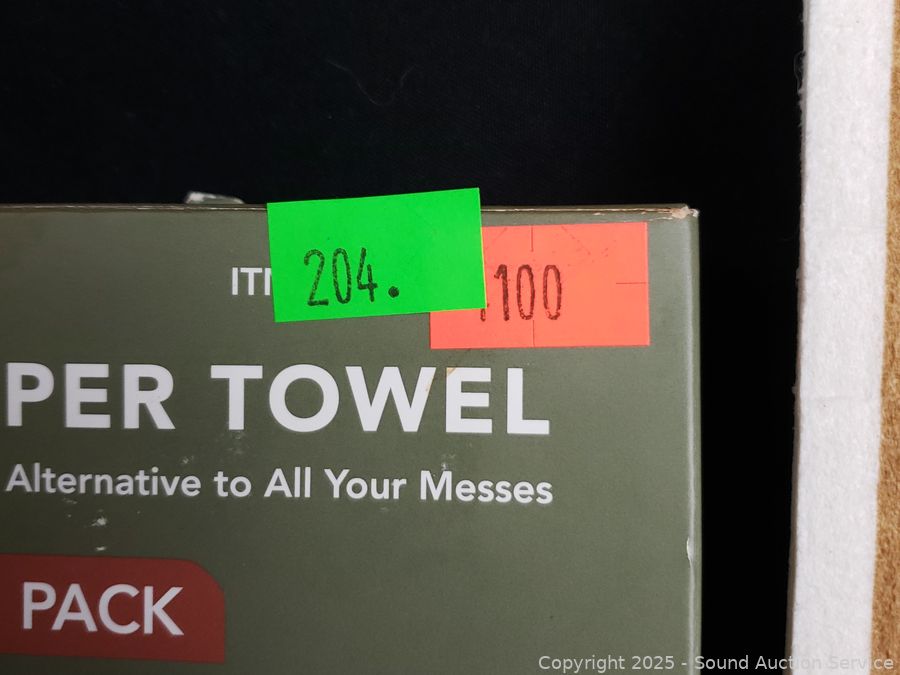 204.
100
PER TOWEL
Alternative to All Your Messes
PACK
Copyright 2025 - Sound Auction Service